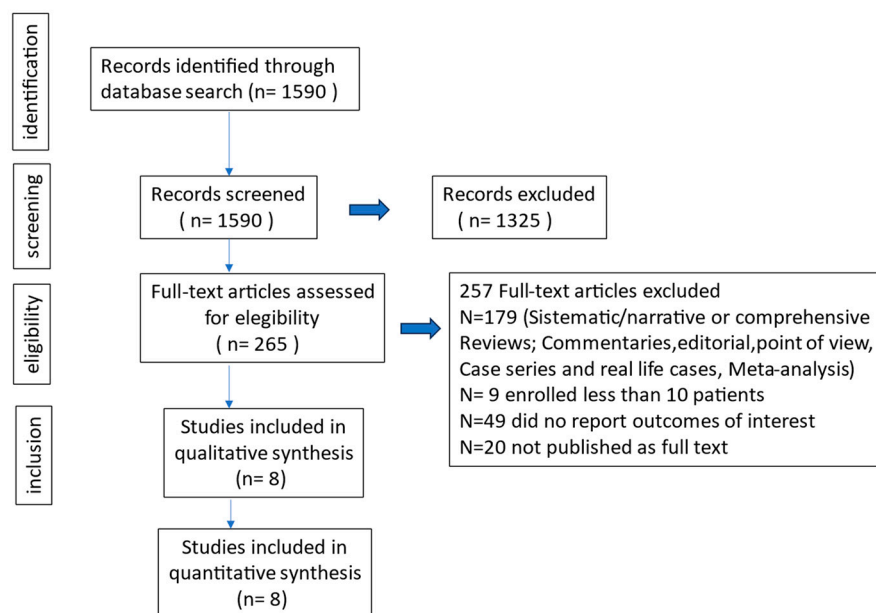 identification
Records identified through
database search (n= 1590 )
screening
Records screened
( n= 1590 )
Records excluded
( n= 1325 )
eligibility
Full-text articles assessed
for elegibility
( n= 265 )
257 Full-text articles excluded
N=179 (Sistematic/narrative or comprehensive
Reviews; Commentaries,editorial,point of view,
Case series and real life cases, Meta-analysis)
N= 9 enrolled less than 10 patients
N=49 did no report outcomes of interest
N=20 not published as full text
inclusion
Studies included in
qualitative synthesis
(n= 8)
Studies included in
quantitative synthesis
(n= 8)